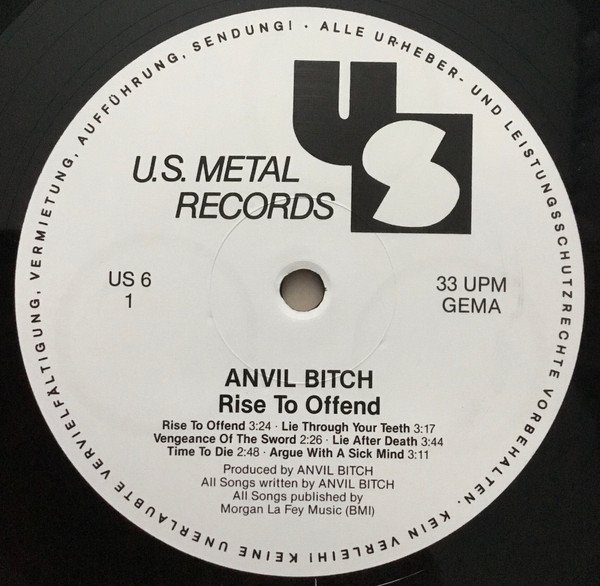 ALLE URHEBER- UND LEISTUNGSSCHUTZRECHTE VORBEHALTEN. KEIN VERLEIH! KEINE UNERLAUBTE VERVIELFÄLTIGUNG, VERMIETUNG, AUFFÜHRUNG, SENDUNG! ·
us
U.S. METAL
RECORDS
US 6
1
33 UPM
GEMA
ANVIL BITCH
Rise To Offend
Rise To Offend 3:24 · Lie Through Your Teeth 3:17
Vengeance Of The Sword 2:26 · Lie After Death 3:44
Time To Die 2:48 · Argue With A Sick Mind 3:11
Produced by ANVIL BITCH
All Songs written by ANVIL BITCH
All Songs published by
Morgan La Fey Music (BMI)